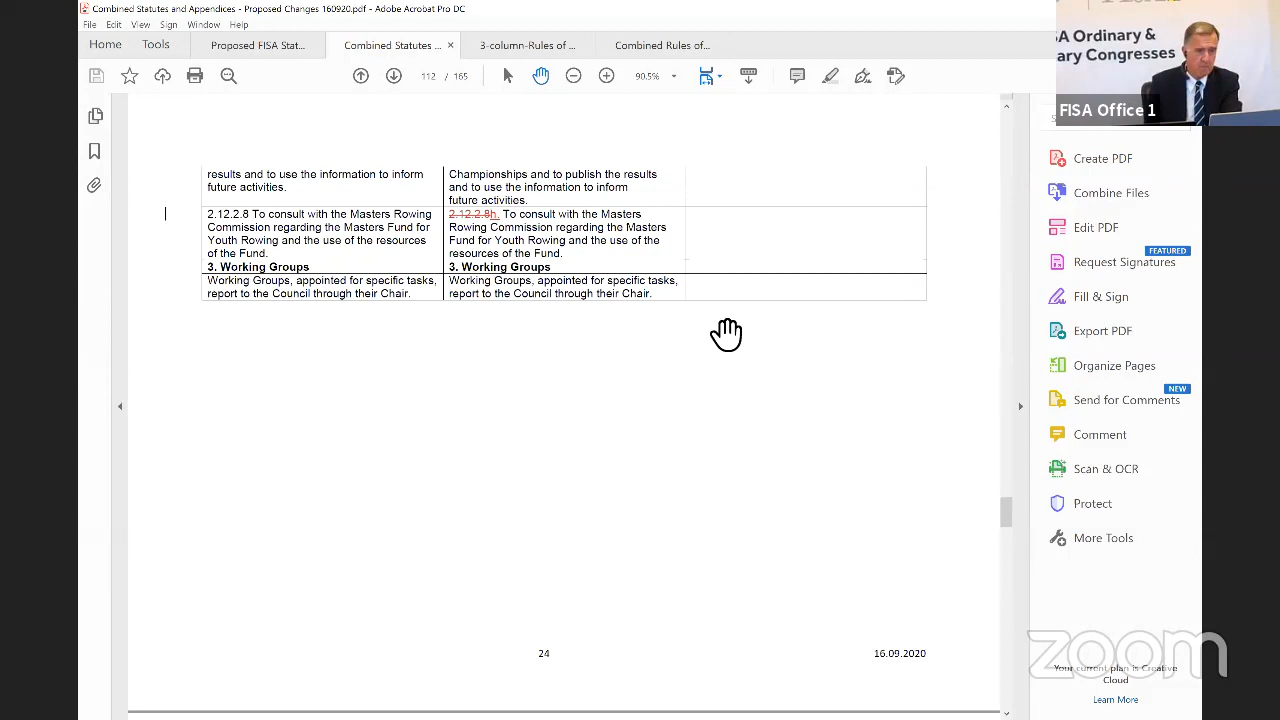 Combined Statutes and Appendices - Proposed Changes 160920.pdf - Adobe Acrobat Pro DC
File Edit View Sign Window Help
Home Tools Proposed FISA Stat... Combined Statutes ... × 3-column-Rules of ... Combined Rules of...
112 / 165 90.5%
SA Ordinary &
ary Congresses
FISA Office 1
results and to use the information to inform
future activities.
Championships and to publish the results
and to use the information to inform
future activities.
2.12.2.8 To consult with the Masters Rowing
Commission regarding the Masters Fund for
Youth Rowing and the use of the resources
of the Fund.
2.12.2.8h. To consult with the Masters
Rowing Commission regarding the Masters
Fund for Youth Rowing and the use of the
resources of the Fund.
3. Working Groups
3. Working Groups
Working Groups, appointed for specific tasks,
report to the Council through their Chair.
Working Groups, appointed for specific tasks,
report to the Council through their Chair.
24 16.09.2020
Create PDF
Combine Files
Edit PDF
FEATURED
Request Signatures
Fill & Sign
Export PDF
Organize Pages
NEW
Send for Comments
Comment
Scan & OCR
Protect
More Tools
zoom
Your current plan is Creative
Cloud
Learn More